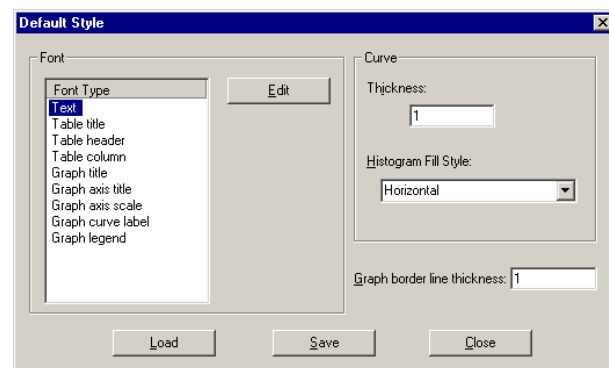 Default Style
Font
Font Type
Text
Table title
Table header
Table column
Graph title
Graph axis title
Graph axis scale
Graph curve label
Graph legend
Edit
Curve
Thickness:
1
Histogram Fill Style:
Horizontal
Graph border line thickness: 1
Load Save Close